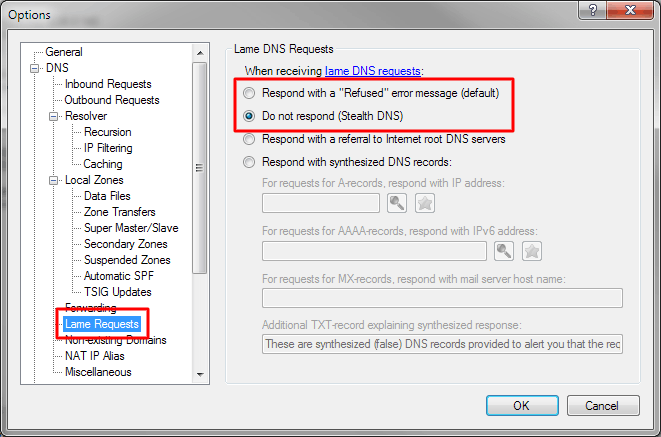 Options
?
General
DNS
Inbound Requests
Outbound Requests
Resolver
Recursion
IP Filtering
Caching
Local Zones
Data Files
Zone Transfers
Super Master/Slave
Secondary Zones
Suspended Zones
Automatic SPF
TSIG Updates
Forwarding
Lame Requests
Non-existing Domains
NAT IP Alias
Miscellaneous
Lame DNS Requests
When receiving lame DNS requests:
Respond with a "Refused" error message (default)
Do not respond (Stealth DNS)
Respond with a referral to Internet root DNS servers
Respond with synthesized DNS records:
For requests for A-records, respond with IP address:
For requests for AAAA-records, respond with IPv6 address:
For requests for MX-records, respond with mail server host name:
Additional TXT-record explaining synthesized response:
These are synthesized (false) DNS records provided to alert you that the rec
OK
Cancel